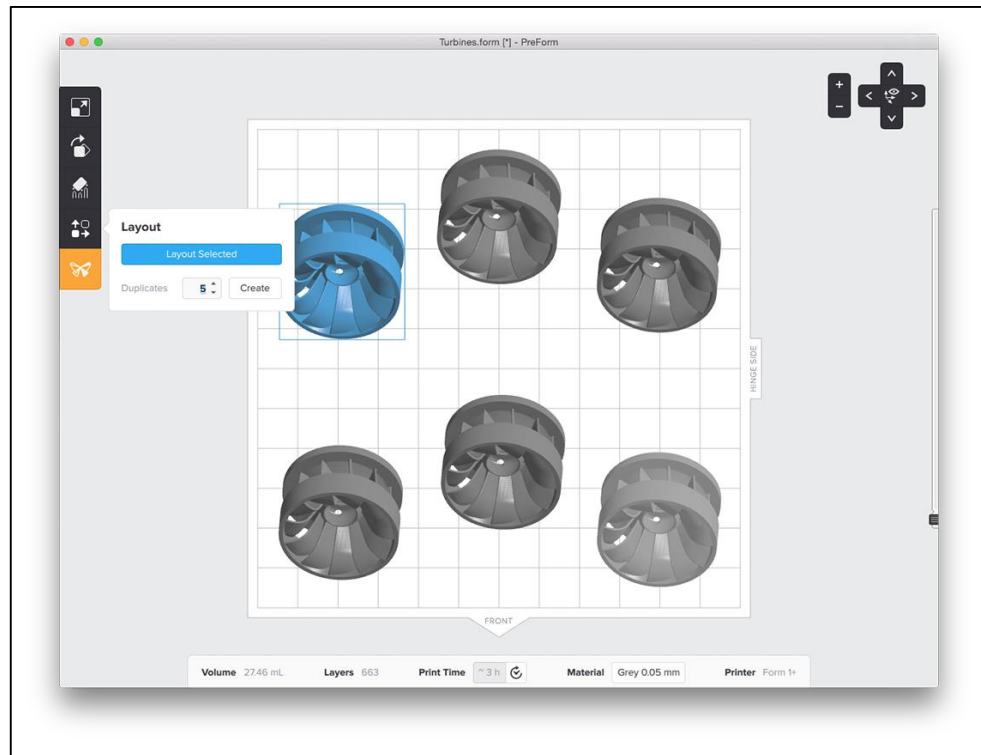 Turbines.form [*] - PreForm
+
-
Layout
Layout Selected
Duplicates 5 Create
HINGE SIDE
FRONT
Volume 27.46 mL Layers 663 Print Time ~ 3 h Material Grey 0.05 mm Printer Form 1+